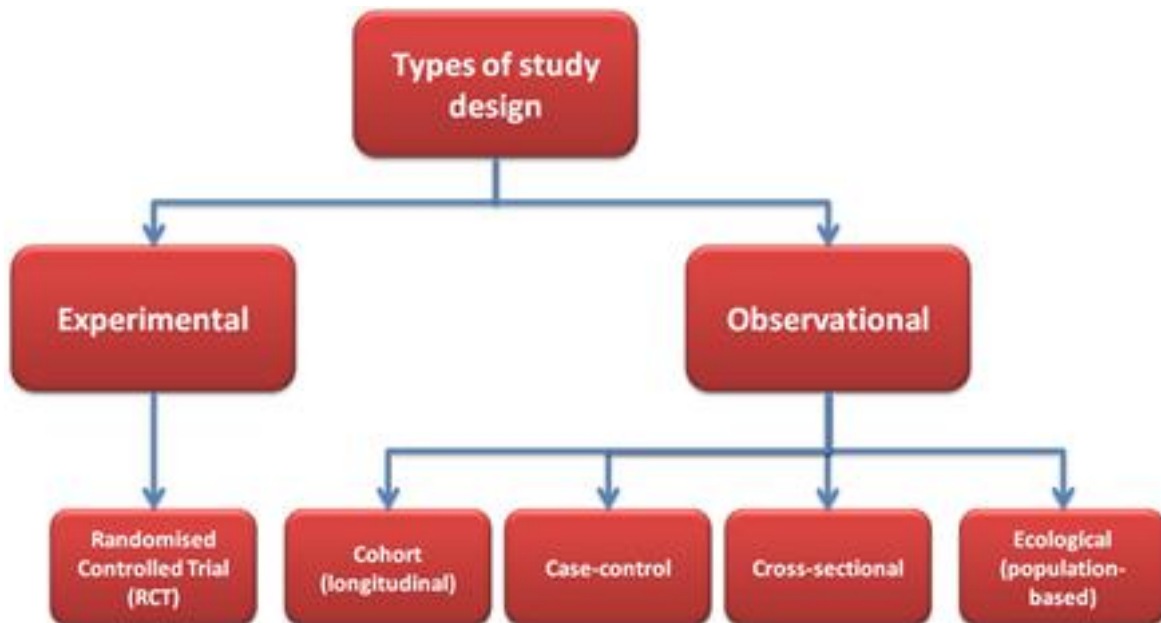 Types of study
design
Experimental
Observational
Randomised
Controlled Trial
(RCT)
Cohort
(longitudinal)
Case-control
Cross-sectional
Ecological
(population-
based)